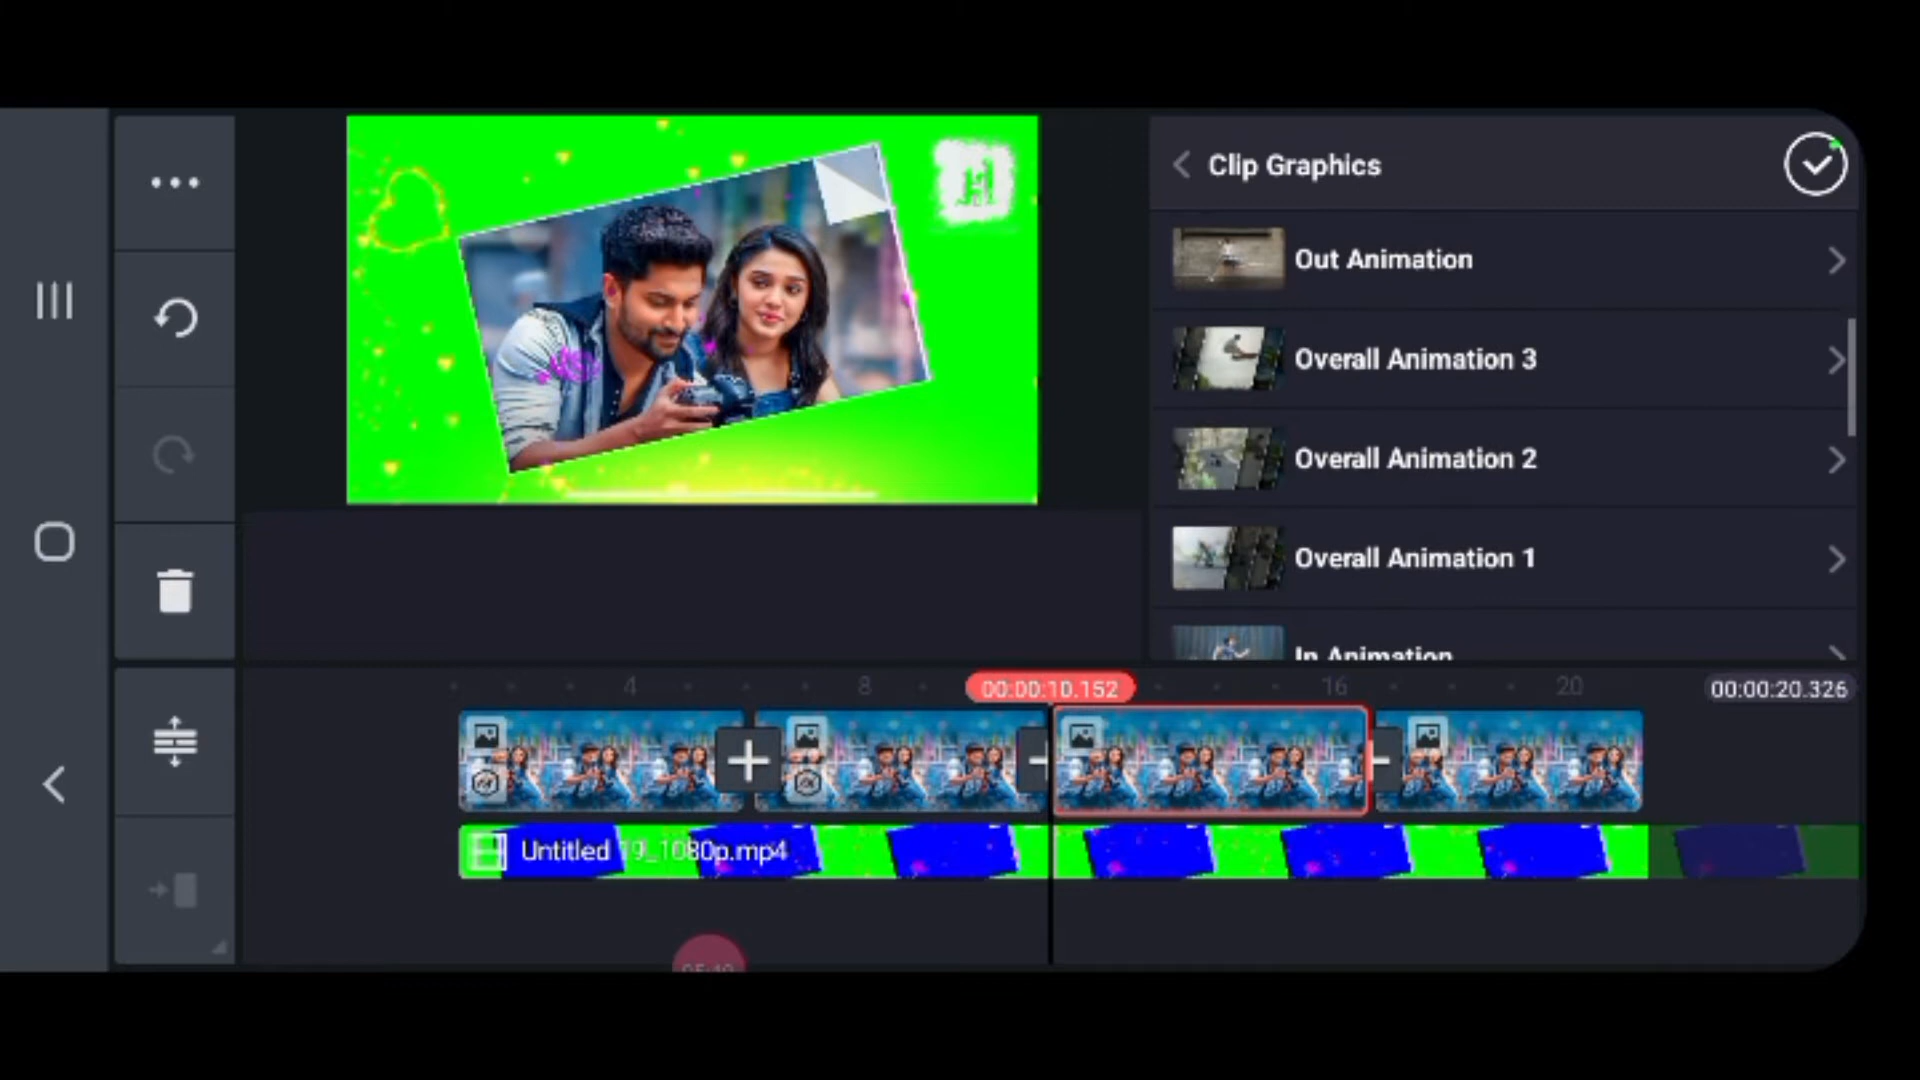 Clip Graphics
Out Animation
Overall Animation 3
Overall Animation 2
Overall Animation 1
In Animation
4
8
00:00:10.152
16
20
00:00:20.326
Untitled 19_1080p.mp4